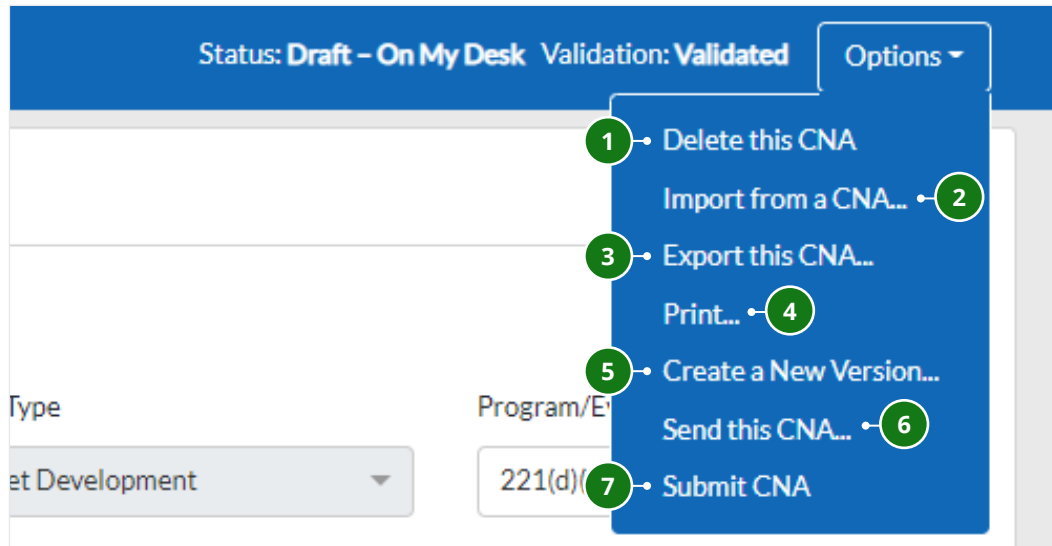 Status: Draft – On My Desk Validation: Validated Options
1 Delete this CNA
Import from a CNA... 2
3 Export this CNA...
Print... 4
5 Create a New Version...
Type Program/E
Send this CNA... 6
et Development 221(d)( 7 Submit CNA